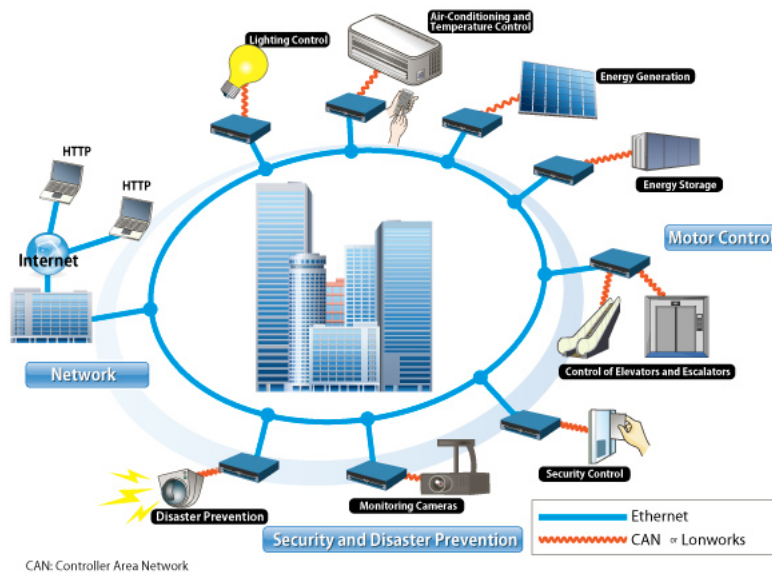 Lighting Control
Air-Conditioning and
Temperature Control
Energy Generation
HTTP
HTTP
Energy Storage
Internet
Motor Control
Network
Control of Elevators and Escalators
Security Control
Monitoring Cameras
Disaster Prevention
Security and Disaster Prevention
Ethernet
CAN or Lonworks
CAN: Controller Area Network